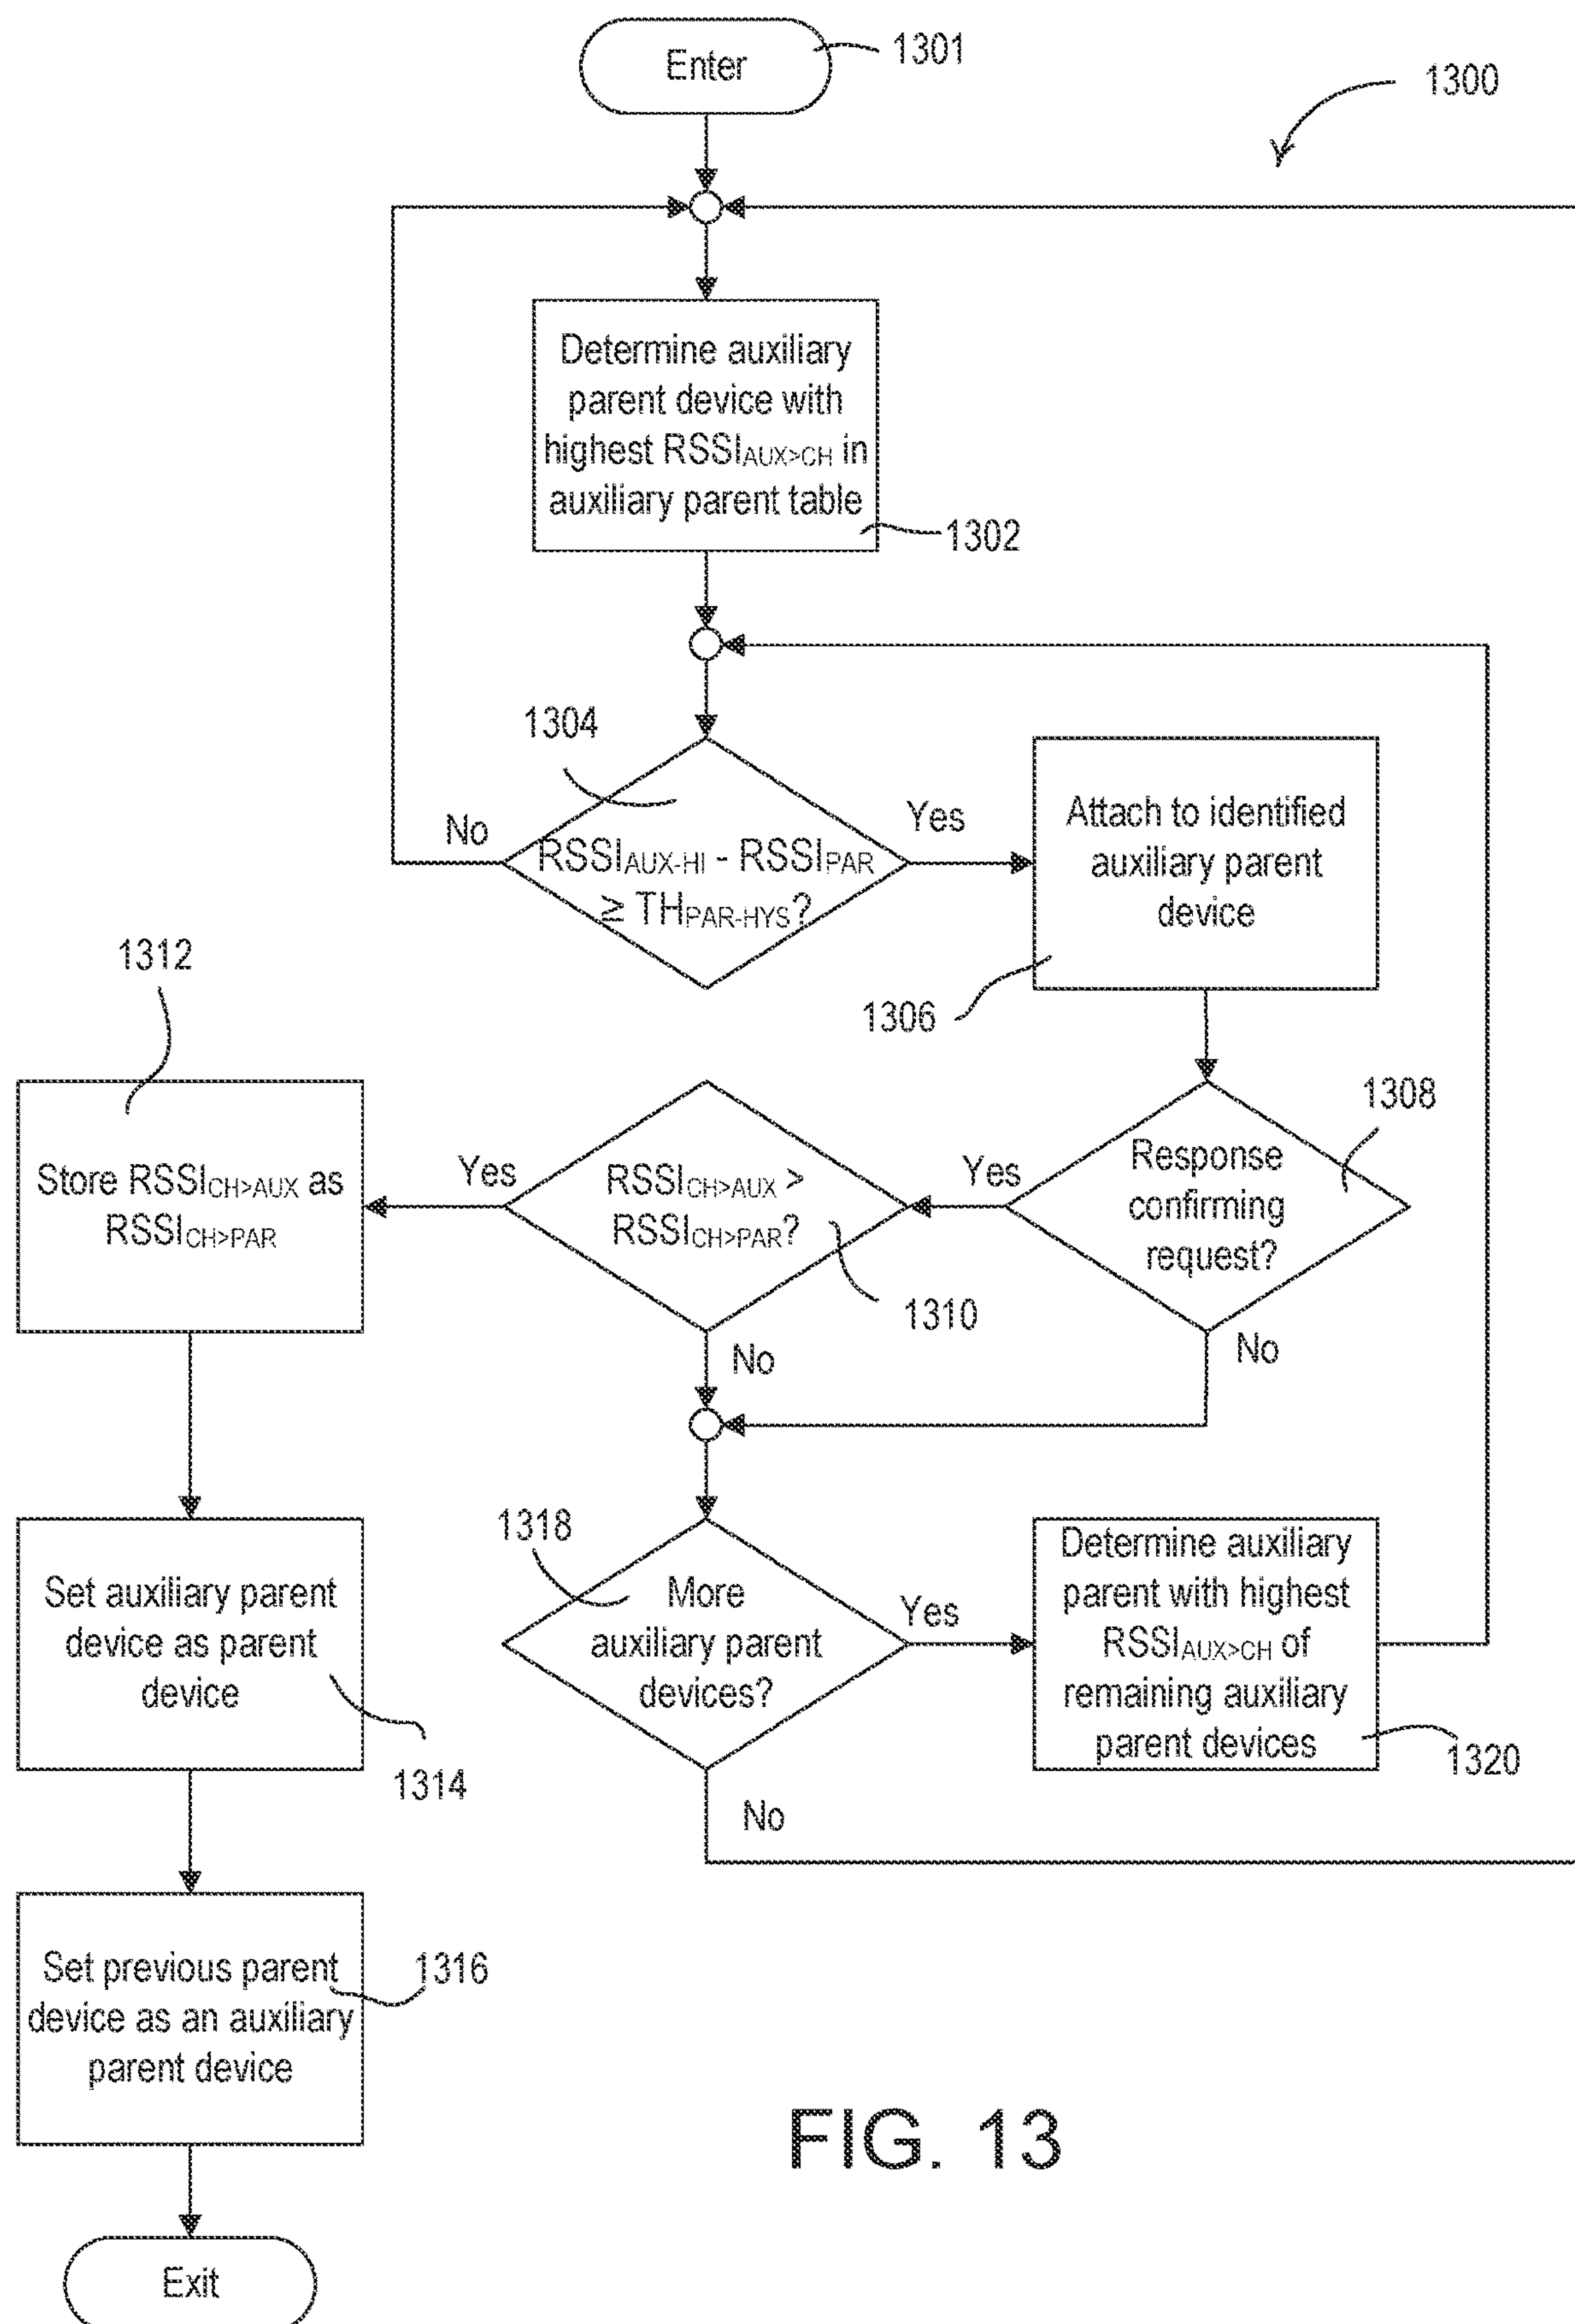 Enter
1301
1300
Determine auxiliary
parent device with
highest RSSIAUX>CH in
auxiliary parent table
1302
1304
No
Yes
RSSIAUX-HI - RSSIPAR
≥ THPAR-HYS?
Attach to identified
auxiliary parent
device
1306
1312
1308
Store RSSICH>AUX as
RSSICH>PAR
Yes
RSSICH>AUX >
RSSICH>PAR?
1310
Yes
Response
confirming
request?
No
No
1318
More
auxiliary parent
devices?
Yes
Determine auxiliary
parent with highest
RSSIAUX>CH of
remaining auxiliary
parent devices
1320
No
Set auxiliary parent
device as parent
device
1314
Set previous parent
device as an auxiliary
parent device
1316
FIG. 13
Exit